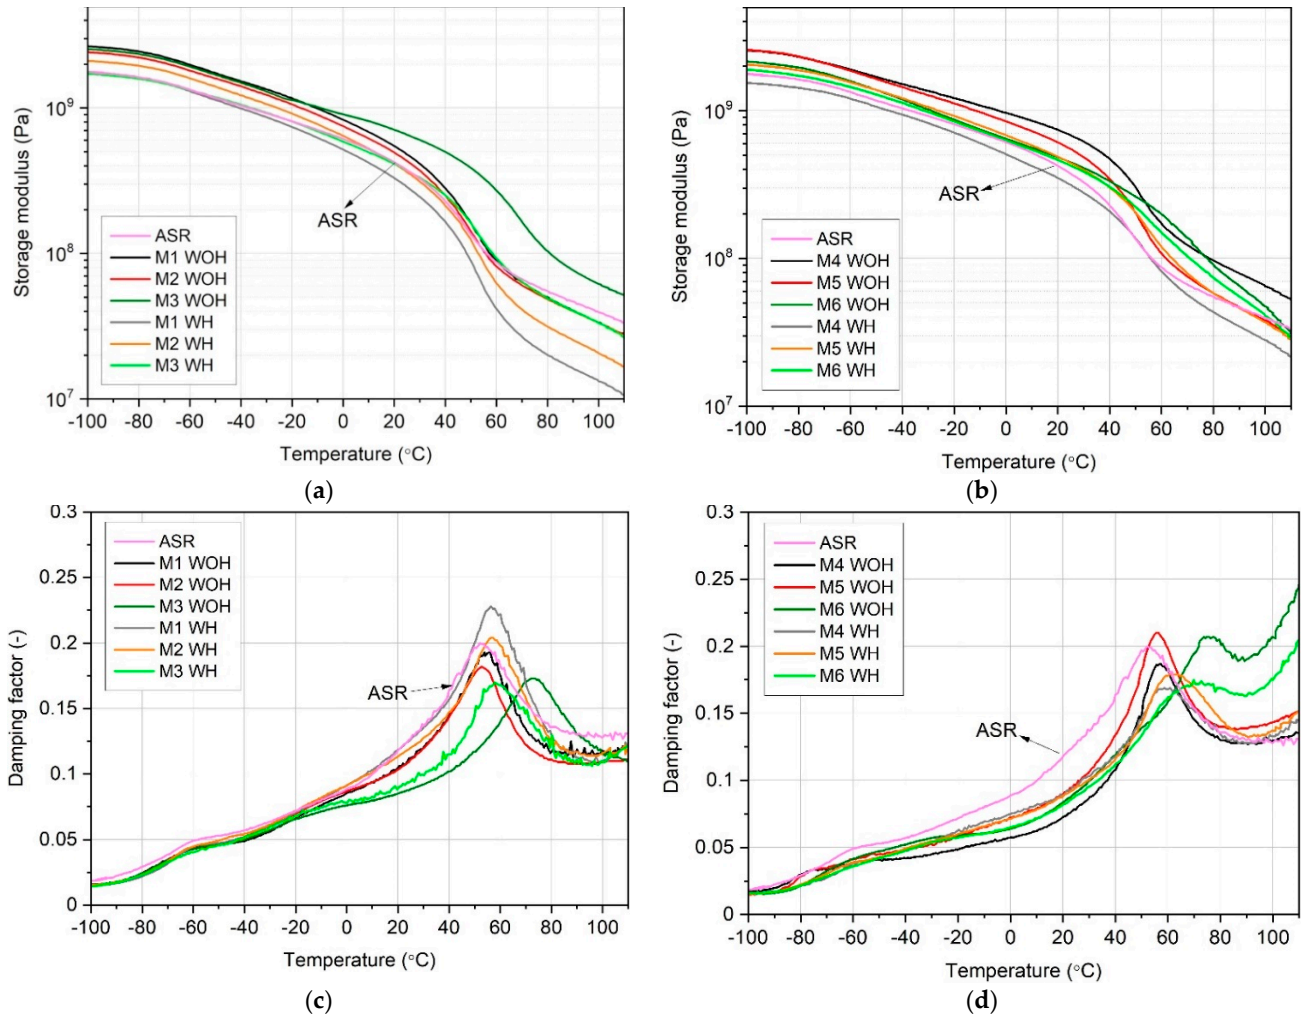 Storage modulus (Pa)
10^9
10^8
10^7
ASR
ASR
M1 WOH
M2 WOH
M3 WOH
M1 WH
M2 WH
M3 WH
-100 -80 -60 -40 -20 0 20 40 60 80 100
Temperature (°C)
(a)
Storage modulus (Pa)
10^9
10^8
10^7
ASR
ASR
M4 WOH
M5 WOH
M6 WOH
M4 WH
M5 WH
M6 WH
-100 -80 -60 -40 -20 0 20 40 60 80 100
Temperature (°C)
(b)
Damping factor (-)
0.3
0.25
0.2
0.15
0.1
0.05
0
ASR
M1 WOH
M2 WOH
M3 WOH
M1 WH
M2 WH
M3 WH
ASR
-100 -80 -60 -40 -20 0 20 40 60 80 100
Temperature (°C)
(c)
Damping factor (-)
0.3
0.25
0.2
0.15
0.1
0.05
0
ASR
M4 WOH
M5 WOH
M6 WOH
M4 WH
M5 WH
M6 WH
ASR
-100 -80 -60 -40 -20 0 20 40 60 80 100
Temperature (°C)
(d)